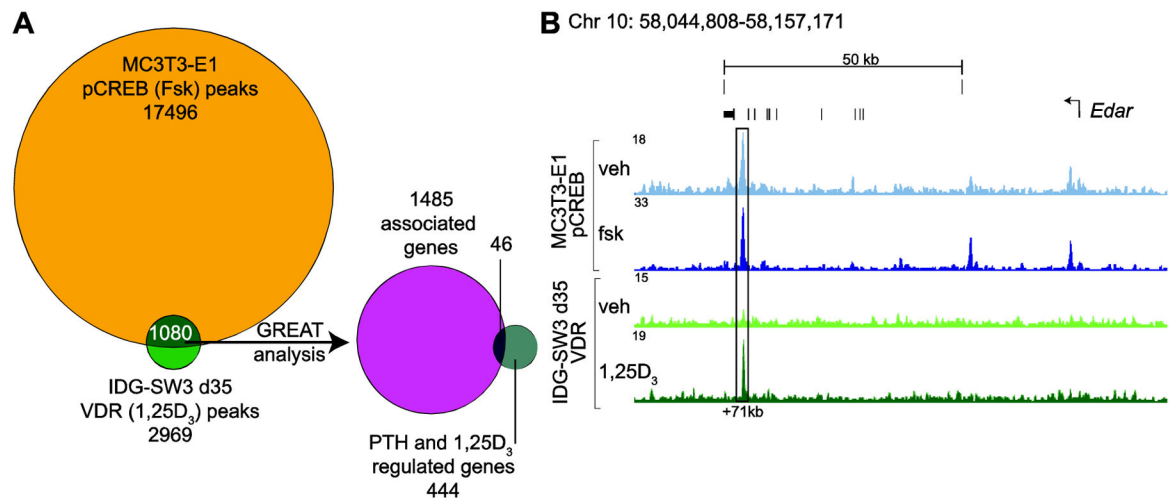 A
MC3T3-E1
pCREB (Fsk) peaks
17496
1080
GREAT
analysis
IDG-SW3 d35
VDR (1,25D₃) peaks
2969
1485
associated
genes
46
PTH and 1,25D₃
regulated genes
444
B Chr 10: 58,044,808-58,157,171
50 kb
Edar
MC3T3-E1
pCREB
veh
18
fsk
33
IDG-SW3 d35
VDR
veh
15
1,25D₃
19
+71kb